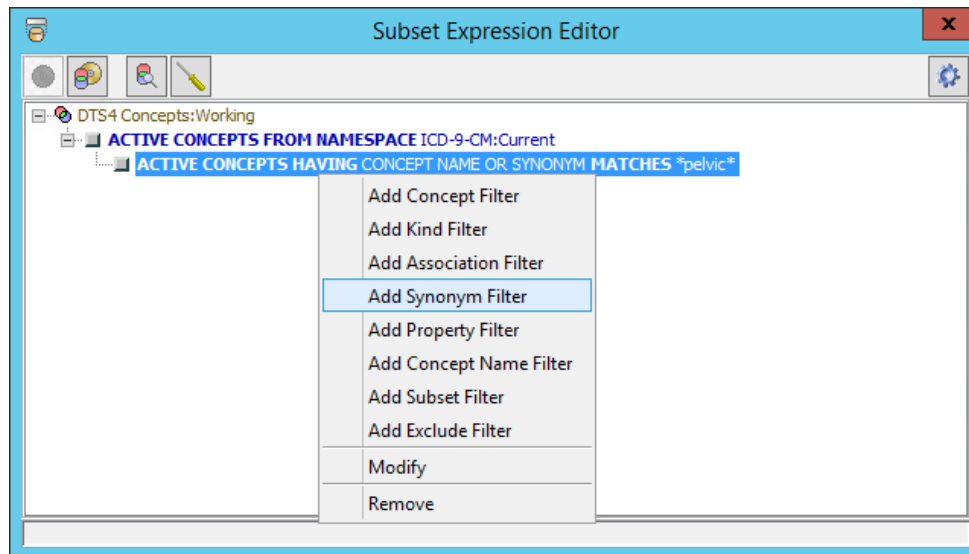 Subset Expression Editor
x
DTS4 Concepts:Working
ACTIVE CONCEPTS FROM NAMESPACE ICD-9-CM:Current
ACTIVE CONCEPTS HAVING CONCEPT NAME OR SYNONYM MATCHES *pelvic*
Add Concept Filter
Add Kind Filter
Add Association Filter
Add Synonym Filter
Add Property Filter
Add Concept Name Filter
Add Subset Filter
Add Exclude Filter
Modify
Remove